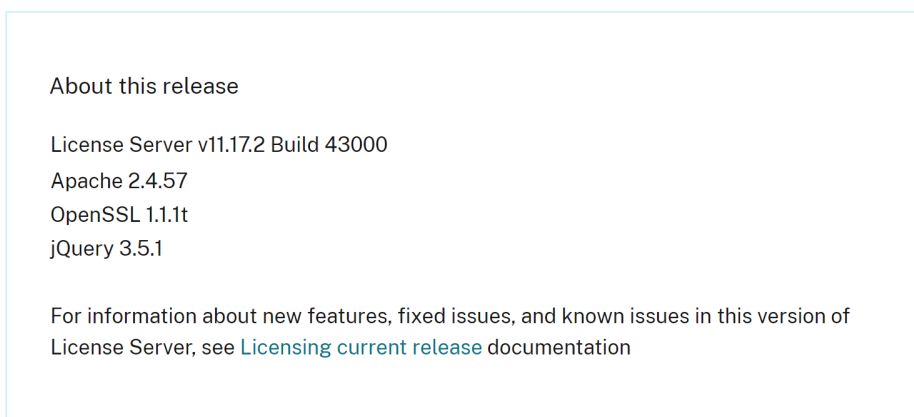 About this release
License Server v11.17.2 Build 43000
Apache 2.4.57
OpenSSL 1.1.1t
jQuery 3.5.1
For information about new features, fixed issues, and known issues in this version of
License Server, see Licensing current release documentation